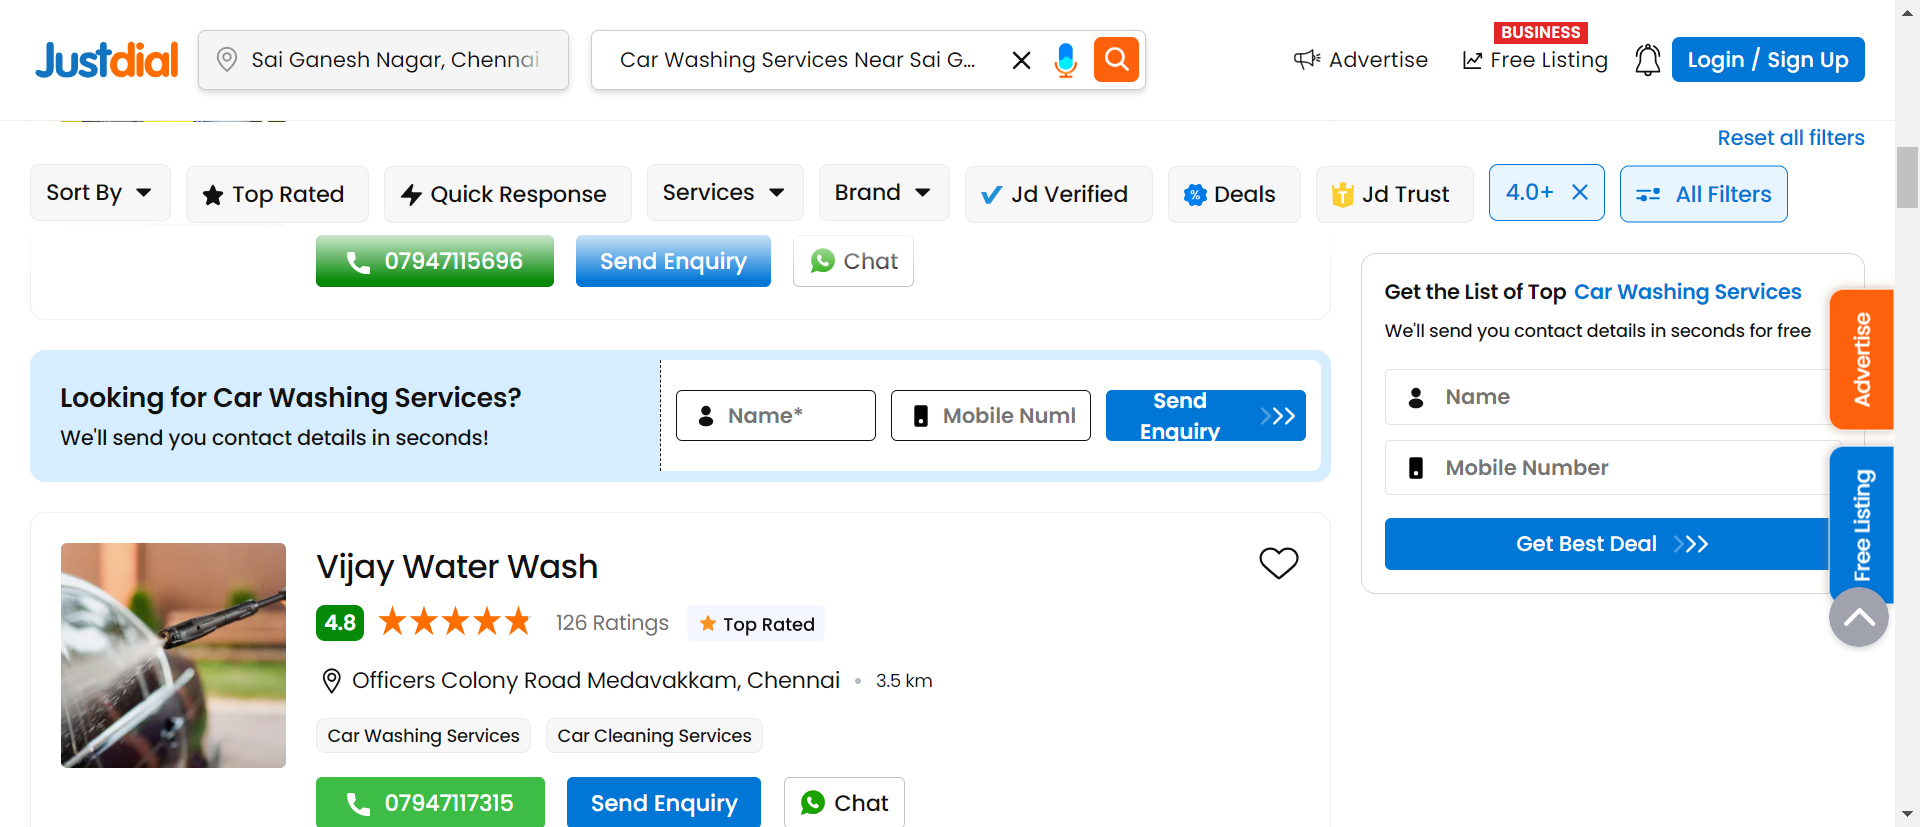 Justdial
Sai Ganesh Nagar, Chennai
Car Washing Services Near Sai G...
Advertise
BUSINESS
Free Listing
Login / Sign Up
Reset all filters
Sort By
Top Rated
Quick Response
Services
Brand
Jd Verified
Deals
Jd Trust
4.0+
All Filters
07947115696
Send Enquiry
Chat
Looking for Car Washing Services?
We'll send you contact details in seconds!
Name*
Mobile Numl
Send
Enquiry
Get the List of Top Car Washing Services
We'll send you contact details in seconds for free
Name
Mobile Number
Get Best Deal
Advertise
Free Listing
Vijay Water Wash
4.8
126 Ratings
Top Rated
Officers Colony Road Medavakkam, Chennai • 3.5 km
Car Washing Services
Car Cleaning Services
07947117315
Send Enquiry
Chat